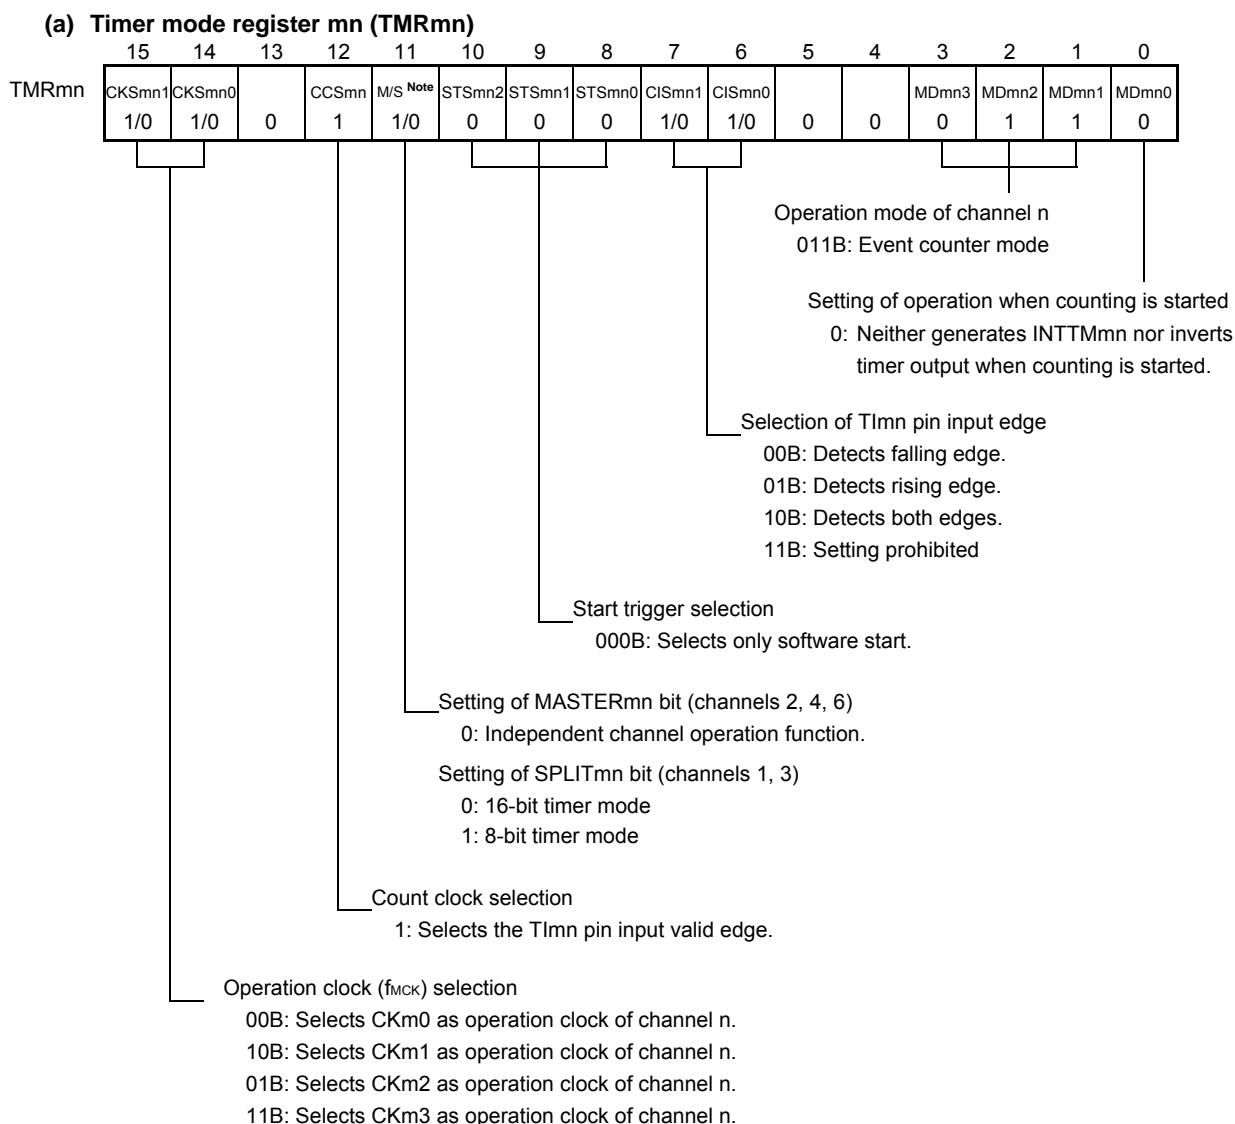 (a) Timer mode register mn (TMRmn)
15 14 13 12 11 10 9 8 7 6 5 4 3 2 1 0
TMRmn CKSmn1 CKSmn0 CCSmn M/S Note STSmn2 STSmn1 STSmn0 CISmn1 CISmn0 MDmn3 MDmn2 MDmn1 MDmn0
1/0 1/0 0 1 1/0 0 0 0 1/0 1/0 0 0 0 1 1 0
Operation mode of channel n
011B: Event counter mode
Setting of operation when counting is started
0: Neither generates INTTMmn nor inverts
timer output when counting is started.
Selection of TImn pin input edge
00B: Detects falling edge.
01B: Detects rising edge.
10B: Detects both edges.
11B: Setting prohibited
Start trigger selection
000B: Selects only software start.
Setting of MASTERmn bit (channels 2, 4, 6)
0: Independent channel operation function.
Setting of SPLITmn bit (channels 1, 3)
0: 16-bit timer mode
1: 8-bit timer mode
Count clock selection
1: Selects the TImn pin input valid edge.
Operation clock (fMCK) selection
00B: Selects CKm0 as operation clock of channel n.
10B: Selects CKm1 as operation clock of channel n.
01B: Selects CKm2 as operation clock of channel n.
11B: Selects CKm3 as operation clock of channel n.